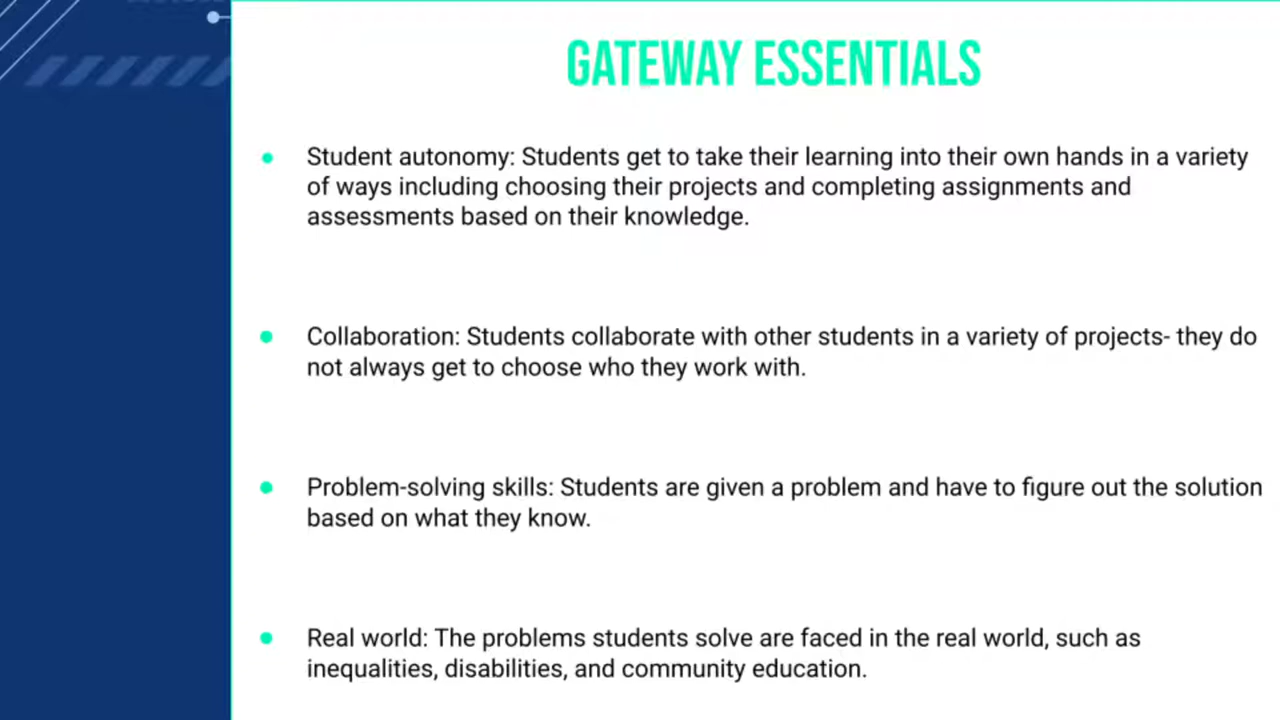 GATEWAY ESSENTIALS
Student autonomy: Students get to take their learning into their own hands in a variety
of ways including choosing their projects and completing assignments and
assessments based on their knowledge.
Collaboration: Students collaborate with other students in a variety of projects- they do
not always get to choose who they work with.
Problem-solving skills: Students are given a problem and have to figure out the solution
based on what they know.
Real world: The problems students solve are faced in the real world, such as
inequalities, disabilities, and community education.